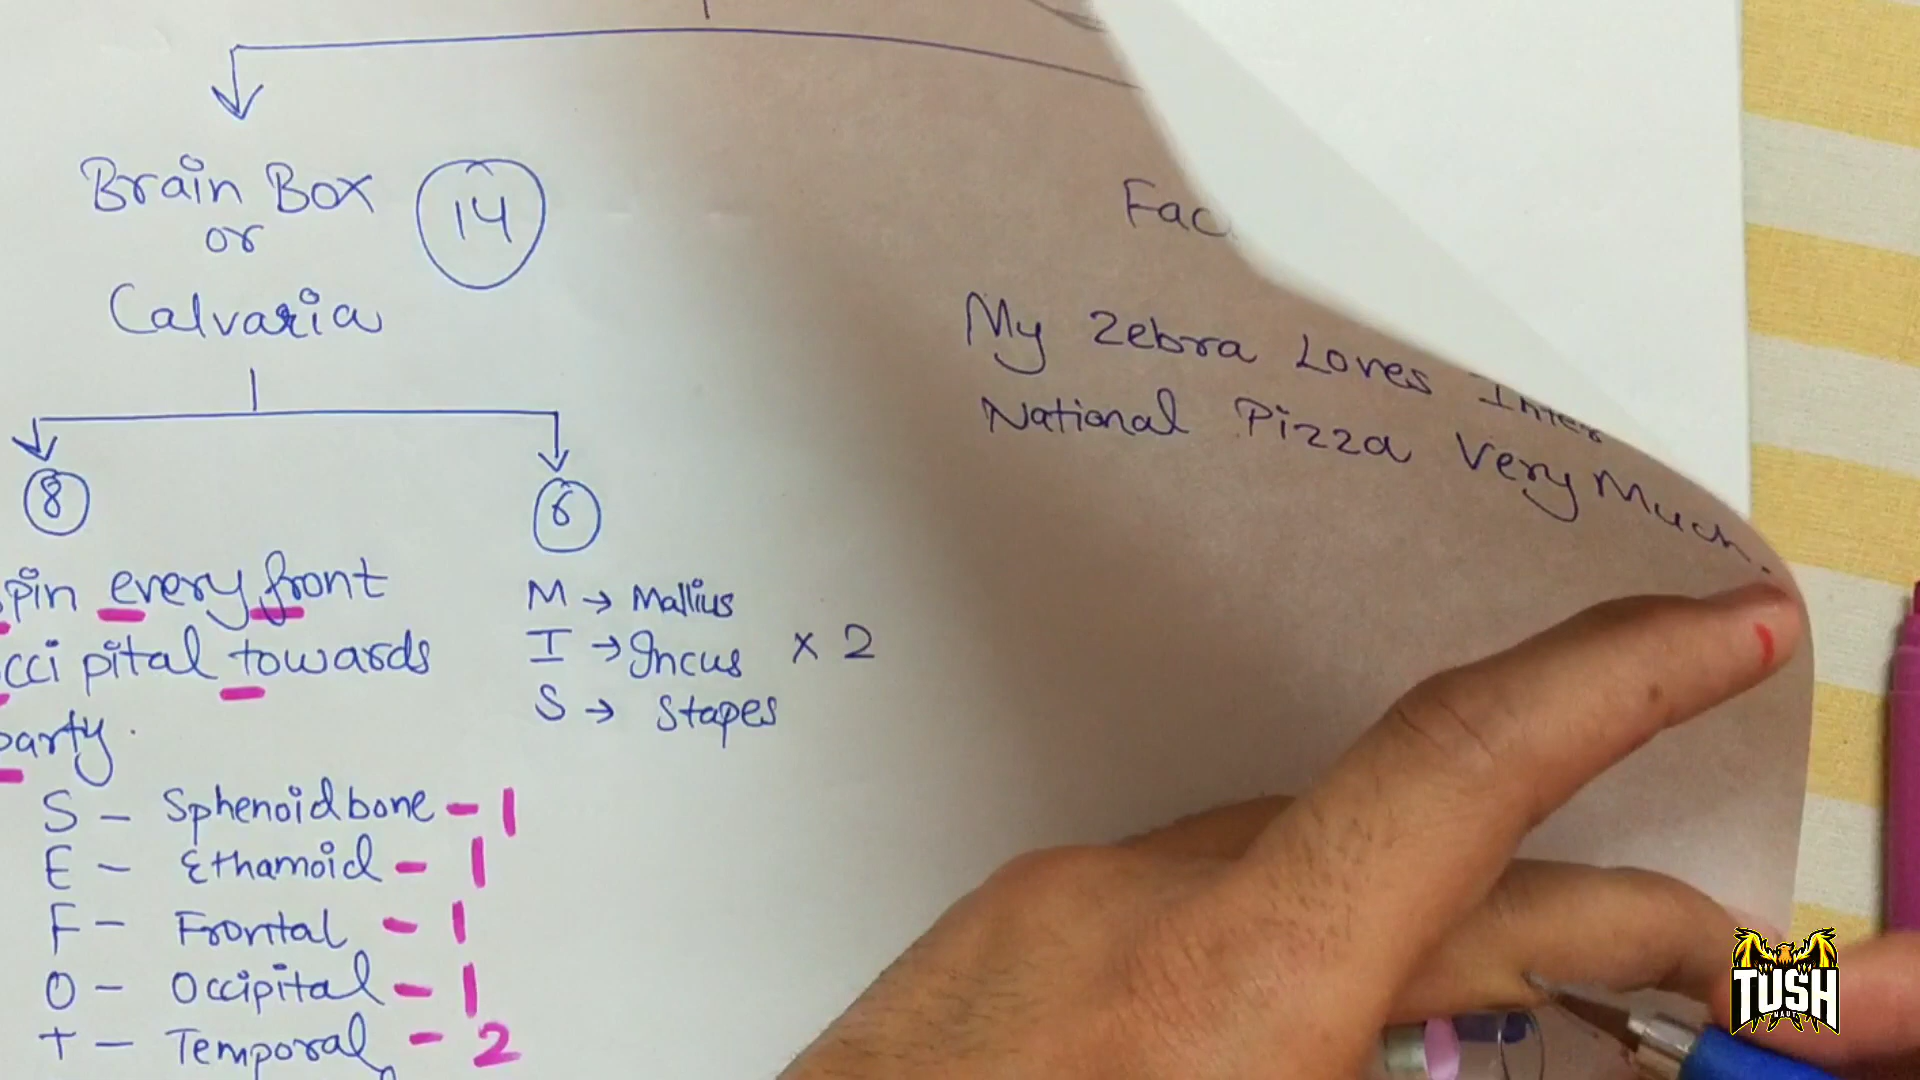 Brain Box
or
Calvaria
14
8
6
pin every front
cci pital towards
party.
S - Sphenoid bone - 1
E - Ethamoid - 1
F - Frontal - 1
O - Occipital - 1
T - Temporal - 2
M → Mallius
I → Incus x 2
S → Stapes
Fac
My Zebra Loves Inter
National Pizza Very Much.
TUSH
NAUT